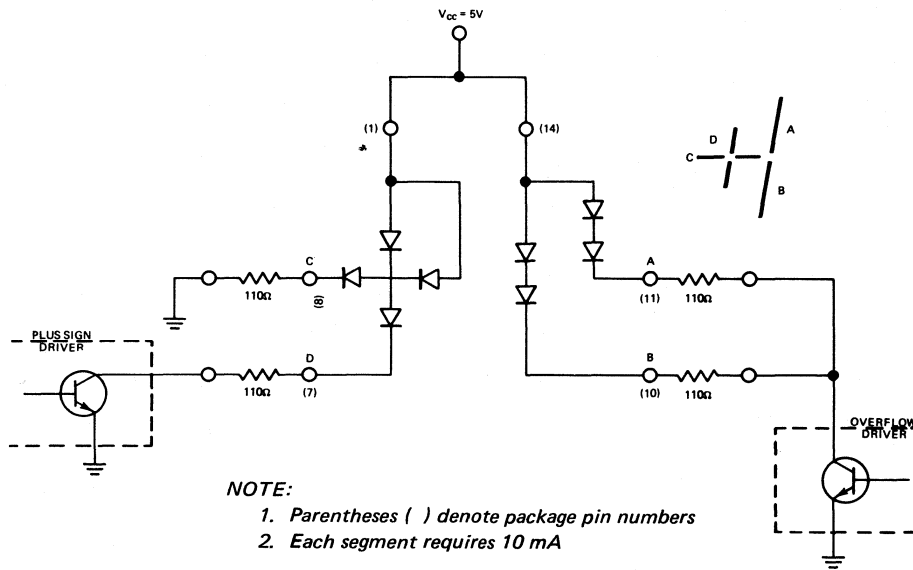 Vcc = 5V
(1)
(14)
A
D
C
B
C
110Ω
(8)
A
(11)
110Ω
PLUS SIGN
DRIVER
D
110Ω
(7)
B
(10)
110Ω
OVERFLOW
DRIVER
NOTE:
1. Parentheses ( ) denote package pin numbers
2. Each segment requires 10 mA